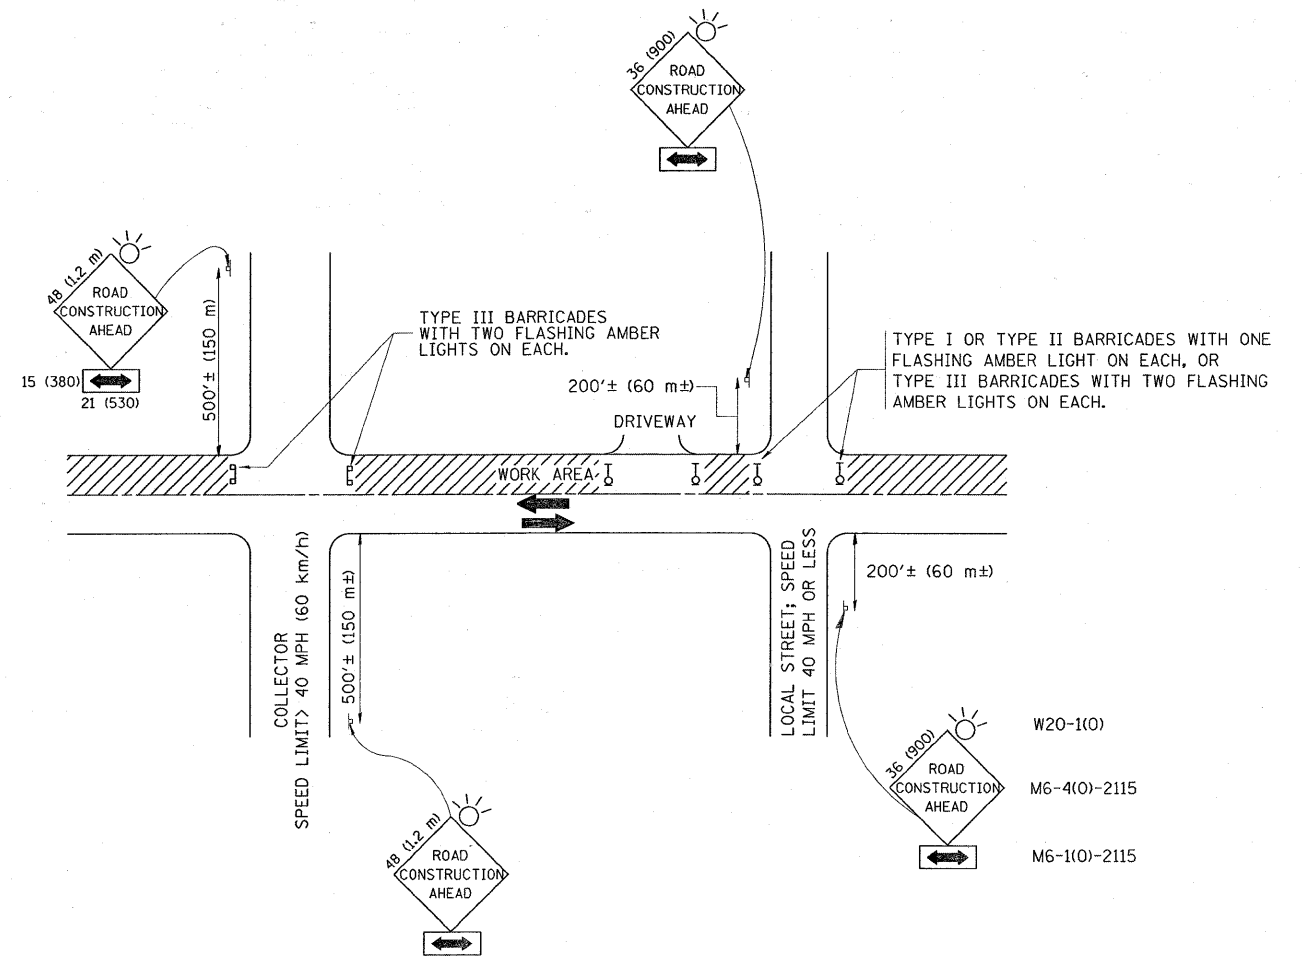 36 (900)
ROAD
CONSTRUCTION
AHEAD
48 (1.2 m)
ROAD
CONSTRUCTION
AHEAD
15 (380)
21 (530)
500'± (150 m)
TYPE III BARRICADES
WITH TWO FLASHING AMBER
LIGHTS ON EACH.
200'± (60 m±)
DRIVEWAY
TYPE I OR TYPE II BARRICADES WITH ONE
FLASHING AMBER LIGHT ON EACH, OR
TYPE III BARRICADES WITH TWO FLASHING
AMBER LIGHTS ON EACH.
WORK AREA
COLLECTOR
SPEED LIMIT> 40 MPH (60 km/h)
500'± (150 m±)
LOCAL STREET; SPEED
LIMIT 40 MPH OR LESS
200'± (60 m±)
48 (1.2 m)
ROAD
CONSTRUCTION
AHEAD
36 (900)
ROAD
CONSTRUCTION
AHEAD
W20-1(O)
M6-4(O)-2115
M6-1(O)-2115